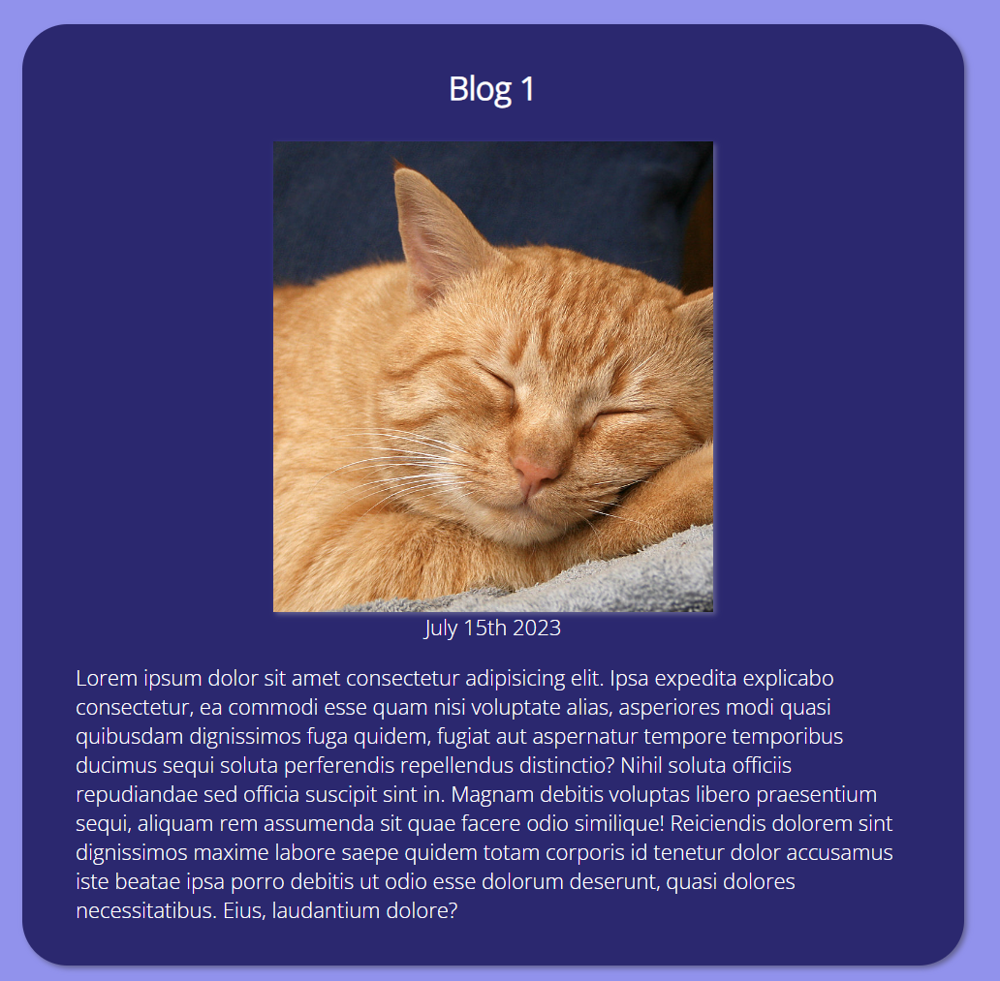 Blog 1
July 15th 2023
Lorem ipsum dolor sit amet consectetur adipisicing elit. Ipsa expedita explicabo
consectetur, ea commodi esse quam nisi voluptate alias, asperiores modi quasi
quibusdam dignissimos fuga quidem, fugiat aut aspernatur tempore temporibus
ducimus sequi soluta perferendis repellendus distinctio? Nihil soluta officiis
repudiandae sed officia suscipit sint in. Magnam debitis voluptas libero praesentium
sequi, aliquam rem assumenda sit quae facere odio similique! Reiciendis dolorem sint
dignissimos maxime labore saepe quidem totam corporis id tenetur dolor accusamus
iste beatae ipsa porro debitis ut odio esse dolorum deserunt, quasi dolores
necessitatibus. Eius, laudantium dolore?